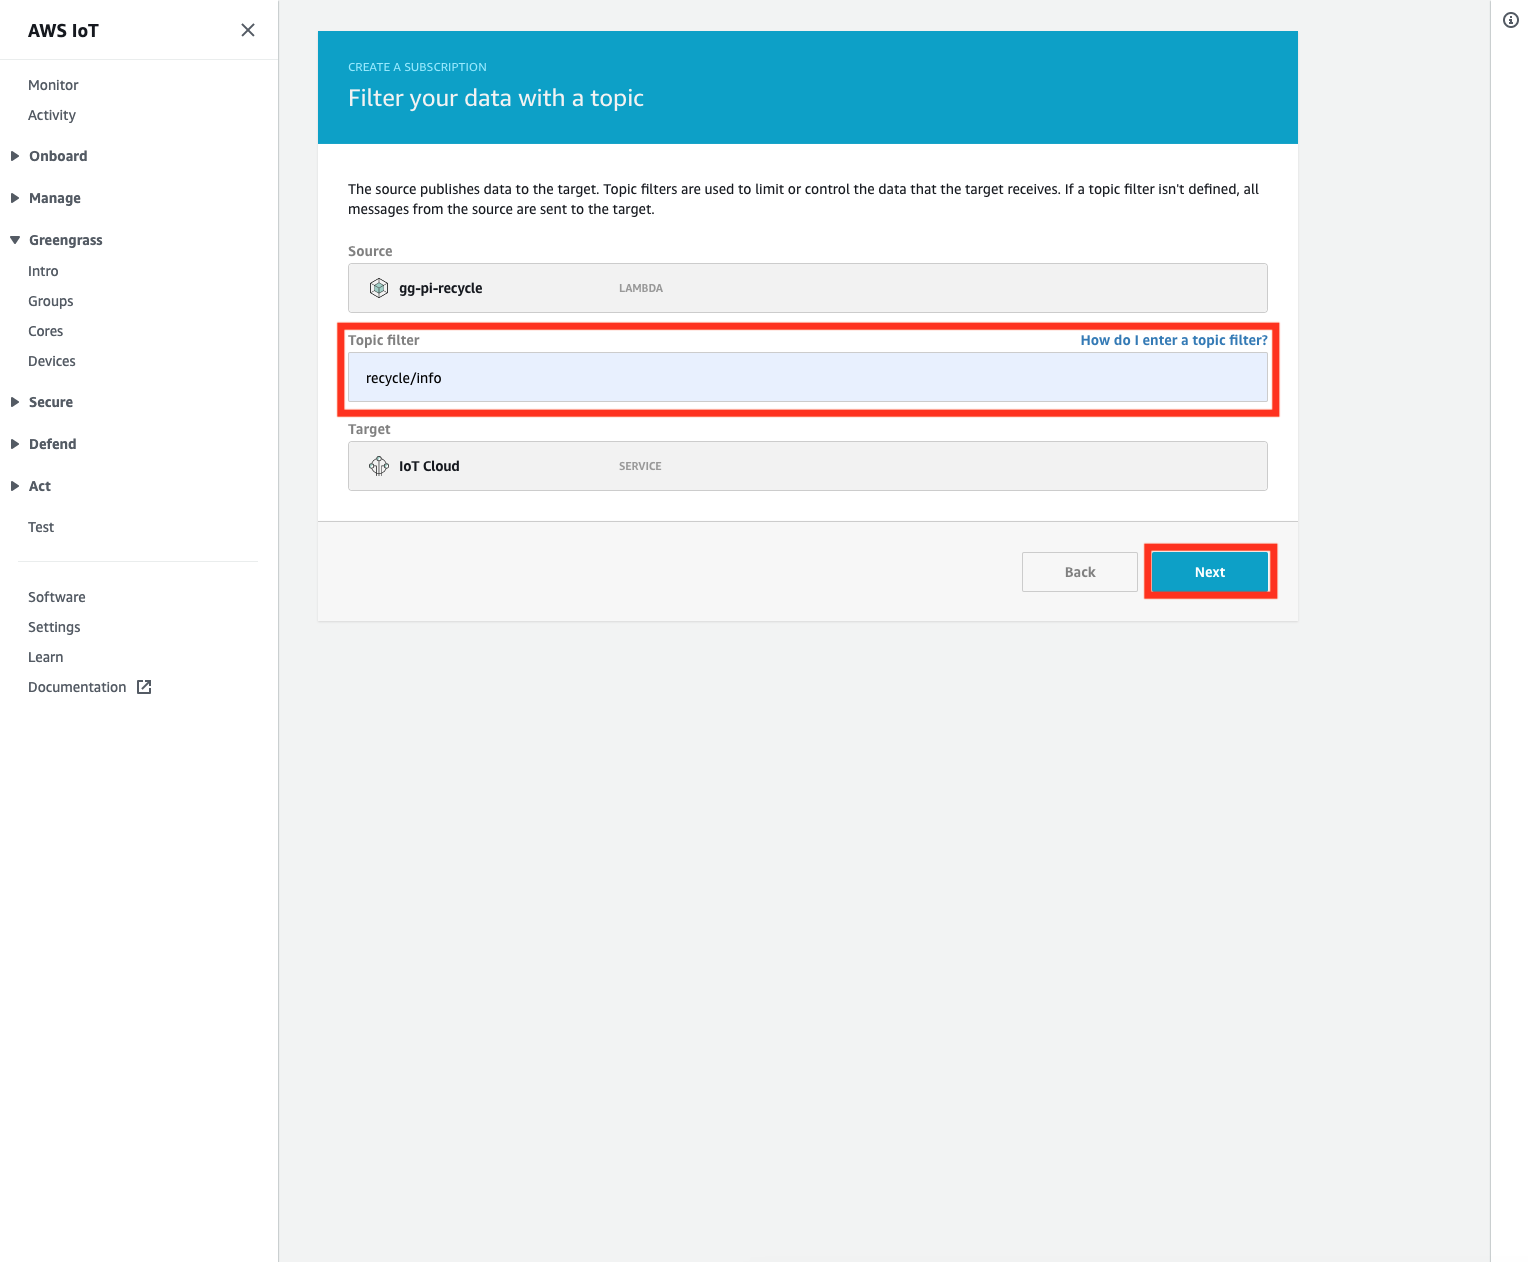 AWS IoT
Monitor
Activity
Onboard
Manage
Greengrass
Intro
Groups
Cores
Devices
Secure
Defend
Act
Test
Software
Settings
Learn
Documentation
CREATE A SUBSCRIPTION
Filter your data with a topic
The source publishes data to the target. Topic filters are used to limit or control the data that the target receives. If a topic filter isn't defined, all
messages from the source are sent to the target.
Source
gg-pi-recycle LAMBDA
Topic filter How do I enter a topic filter?
recycle/info
Target
IoT Cloud SERVICE
Back Next